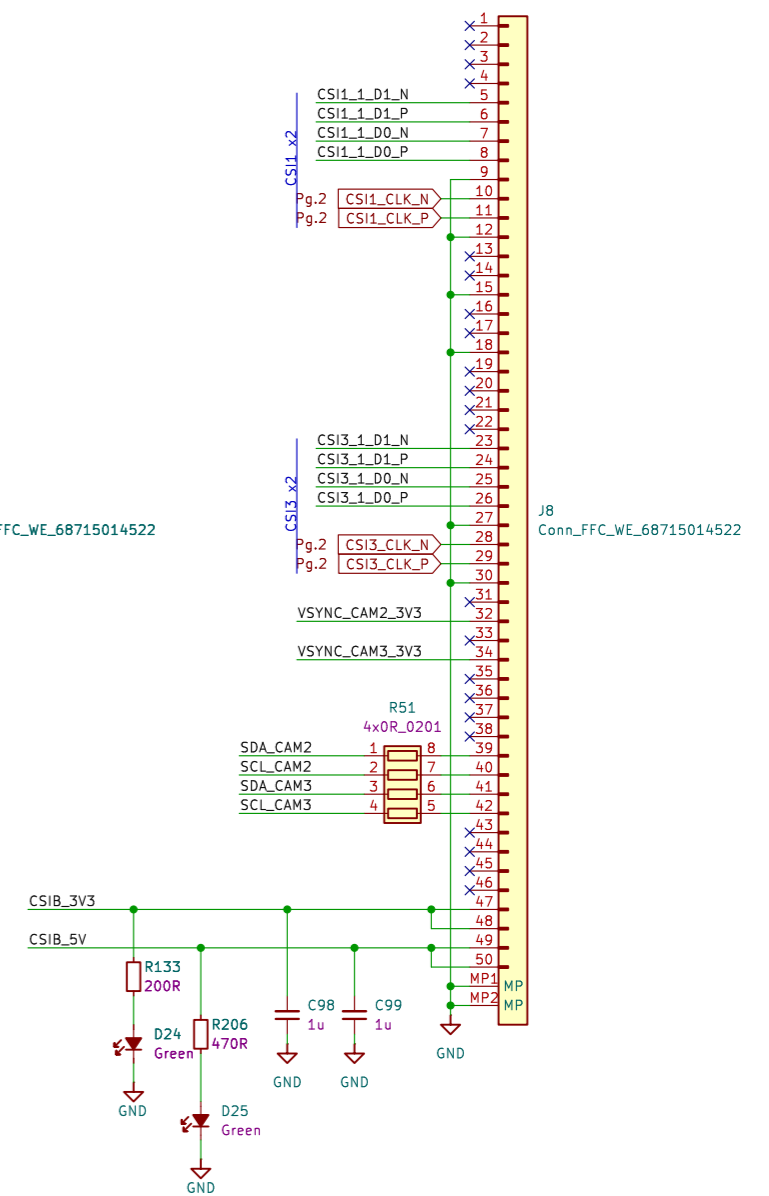 1
2
3
4
CSI1_1_D1_N 5
CSI1_1_D1_P 6
CSI1_1_D0_N 7
CSI1_1_D0_P 8
CSI1 x2
9
Pg.2 CSI1_CLK_N 10
Pg.2 CSI1_CLK_P 11
12
13
14
15
16
17
18
19
20
21
22
CSI3_1_D1_N 23
CSI3_1_D1_P 24
CSI3_1_D0_N 25
CSI3_1_D0_P 26
CSI3 x2
J8
FFC_WE_68715014522 27 Conn_FFC_WE_68715014522
Pg.2 CSI3_CLK_N 28
Pg.2 CSI3_CLK_P 29
30
31
VSYNC_CAM2_3V3 32
33
VSYNC_CAM3_3V3 34
35
36
37
R51
4x0R_0201 38
SDA_CAM2 1 8 39
SCL_CAM2 2 7 40
SDA_CAM3 3 6 41
SCL_CAM3 4 5 42
43
44
45
46
CSIB_3V3 47
48
CSIB_5V 49
50
R133 MP1 MP
200R
MP2 MP
C98 C99
1u 1u
R206
470R
D24
Green
GND
GND GND
GND
D25
Green
GND